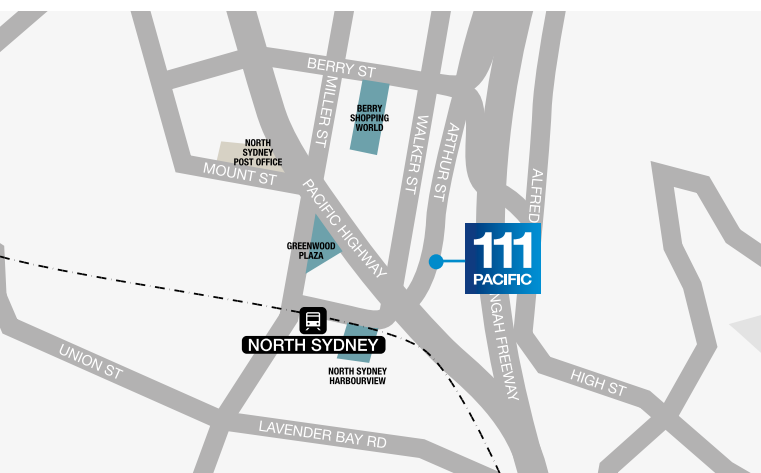 BERRY ST
MILLER ST
BERRY
SHOPPING
WORLD
WALKER ST
ARTHUR ST
NORTH
SYDNEY
POST OFFICE
MOUNT ST
PACIFIC HIGHWAY
ALFRED
GREENWOOD
PLAZA
111
PACIFIC
NGAH FREEWAY
NORTH SYDNEY
NORTH SYDNEY
HARBOURVIEW
UNION ST
HIGH ST
LAVENDER BAY RD